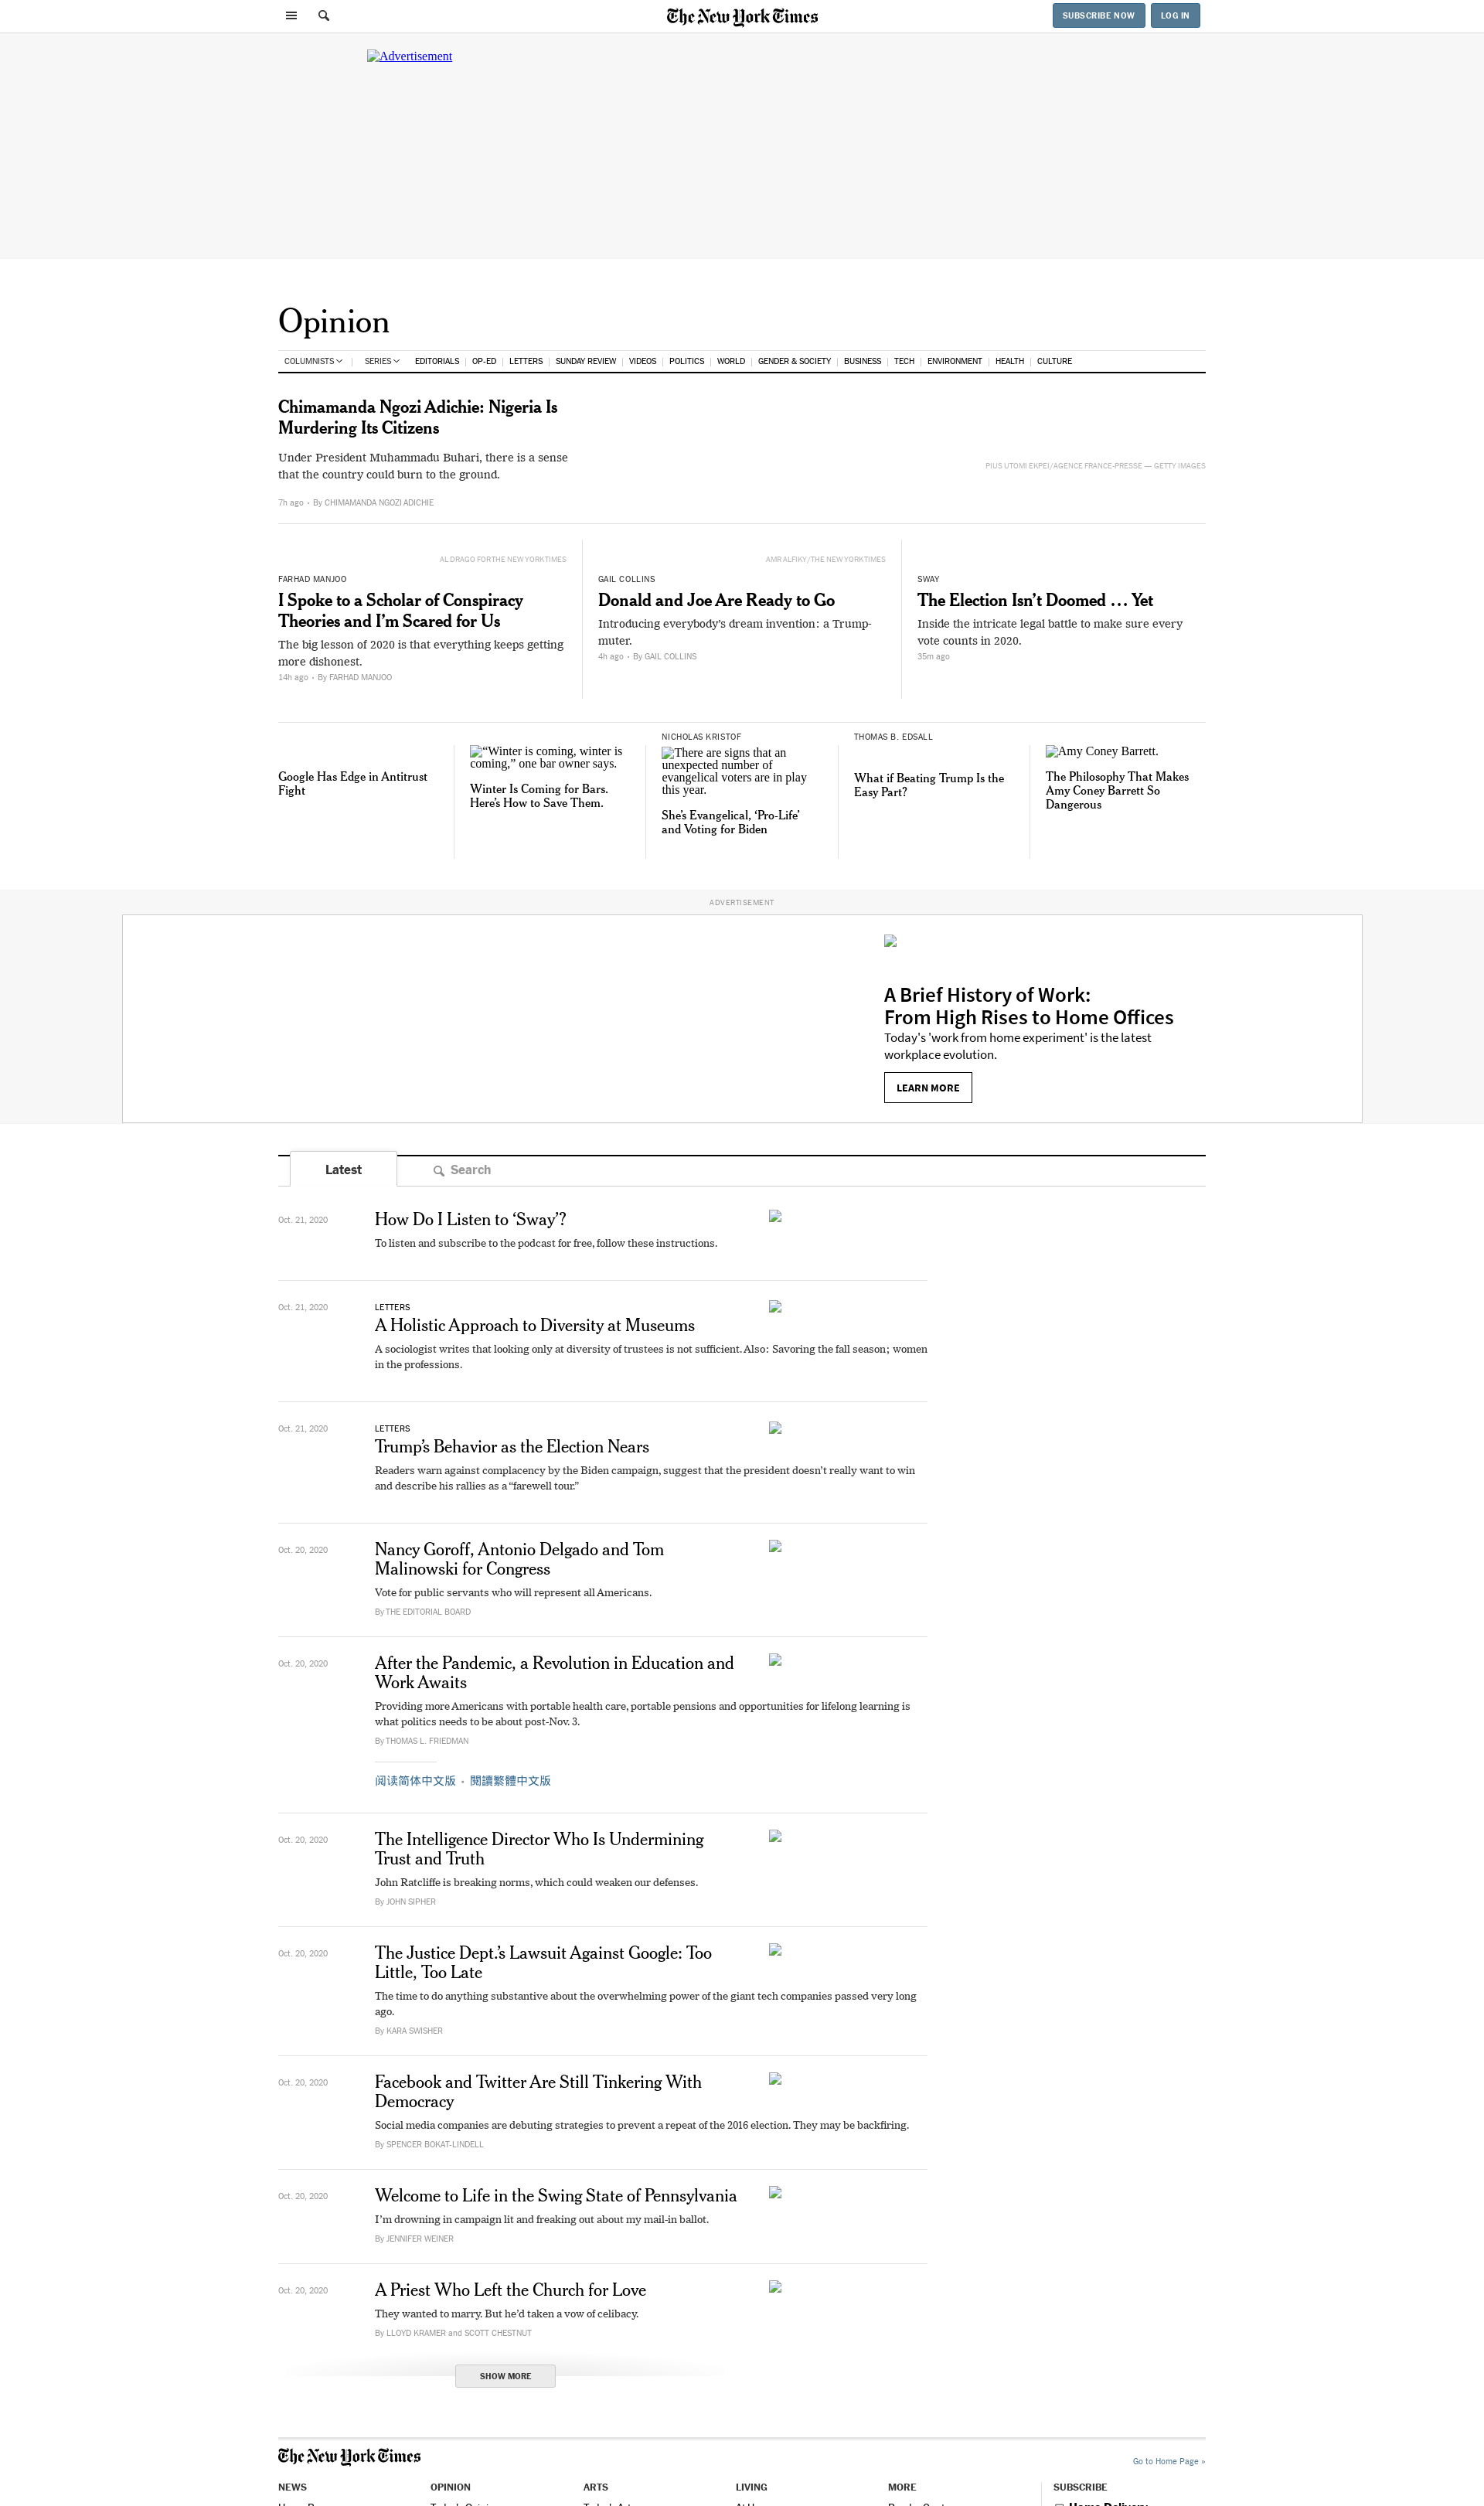 The New York Times
SUBSCRIBE NOW
LOG IN
Advertisement
Opinion
COLUMNISTS
SERIES
EDITORIALS
OP-ED
LETTERS
SUNDAY REVIEW
VIDEOS
POLITICS
WORLD
GENDER & SOCIETY
BUSINESS
TECH
ENVIRONMENT
HEALTH
CULTURE
Chimamanda Ngozi Adichie: Nigeria Is
Murdering Its Citizens
Under President Muhammadu Buhari, there is a sense
that the country could burn to the ground.
7h ago • By CHIMAMANDA NGOZI ADICHIE
PIUS UTOMI EKPEI/AGENCE FRANCE-PRESSE — GETTY IMAGES
AL DRAGO FOR THE NEW YORK TIMES
FARHAD MANJOO
I Spoke to a Scholar of Conspiracy
Theories and I’m Scared for Us
The big lesson of 2020 is that everything keeps getting
more dishonest.
14h ago • By FARHAD MANJOO
AMR ALFIKY/THE NEW YORK TIMES
GAIL COLLINS
Donald and Joe Are Ready to Go
Introducing everybody’s dream invention: a Trump-
muter.
4h ago • By GAIL COLLINS
SWAY
The Election Isn’t Doomed … Yet
Inside the intricate legal battle to make sure every
vote counts in 2020.
35m ago
Google Has Edge in Antitrust
Fight
“Winter is coming, winter is
coming,” one bar owner says.
Winter Is Coming for Bars.
Here’s How to Save Them.
NICHOLAS KRISTOF
There are signs that an
unexpected number of
evangelical voters are in play
this year.
She’s Evangelical, ‘Pro-Life’
and Voting for Biden
THOMAS B. EDSALL
What if Beating Trump Is the
Easy Part?
Amy Coney Barrett.
The Philosophy That Makes
Amy Coney Barrett So
Dangerous
ADVERTISEMENT
A Brief History of Work:
From High Rises to Home Offices
Today's 'work from home experiment' is the latest
workplace evolution.
LEARN MORE
Latest
Search
Oct. 21, 2020
How Do I Listen to ‘Sway’?
To listen and subscribe to the podcast for free, follow these instructions.
Oct. 21, 2020
LETTERS
A Holistic Approach to Diversity at Museums
A sociologist writes that looking only at diversity of trustees is not sufficient. Also: Savoring the fall season; women
in the professions.
Oct. 21, 2020
LETTERS
Trump’s Behavior as the Election Nears
Readers warn against complacency by the Biden campaign, suggest that the president doesn’t really want to win
and describe his rallies as a “farewell tour.”
Oct. 20, 2020
Nancy Goroff, Antonio Delgado and Tom
Malinowski for Congress
Vote for public servants who will represent all Americans.
By THE EDITORIAL BOARD
Oct. 20, 2020
After the Pandemic, a Revolution in Education and
Work Awaits
Providing more Americans with portable health care, portable pensions and opportunities for lifelong learning is
what politics needs to be about post-Nov. 3.
By THOMAS L. FRIEDMAN
阅读简体中文版 • 閱讀繁體中文版
Oct. 20, 2020
The Intelligence Director Who Is Undermining
Trust and Truth
John Ratcliffe is breaking norms, which could weaken our defenses.
By JOHN SIPHER
Oct. 20, 2020
The Justice Dept.’s Lawsuit Against Google: Too
Little, Too Late
The time to do anything substantive about the overwhelming power of the giant tech companies passed very long
ago.
By KARA SWISHER
Oct. 20, 2020
Facebook and Twitter Are Still Tinkering With
Democracy
Social media companies are debuting strategies to prevent a repeat of the 2016 election. They may be backfiring.
By SPENCER BOKAT-LINDELL
Oct. 20, 2020
Welcome to Life in the Swing State of Pennsylvania
I’m drowning in campaign lit and freaking out about my mail-in ballot.
By JENNIFER WEINER
Oct. 20, 2020
A Priest Who Left the Church for Love
They wanted to marry. But he’d taken a vow of celibacy.
By LLOYD KRAMER and SCOTT CHESTNUT
SHOW MORE
The New York Times
Go to Home Page »
NEWS
OPINION
ARTS
LIVING
MORE
SUBSCRIBE